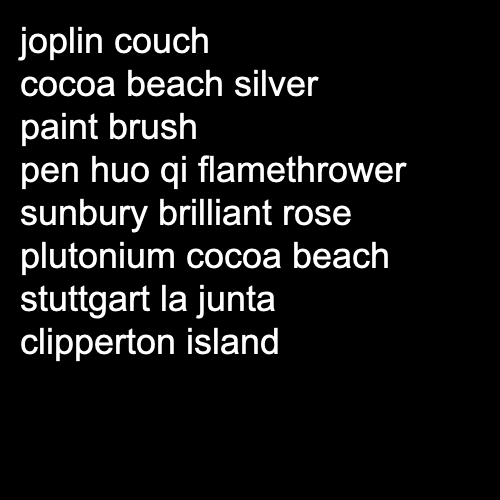 joplin couch
cocoa beach silver
paint brush
pen huo qi flamethrower
sunbury brilliant rose
plutonium cocoa beach
stuttgart la junta
clipperton island